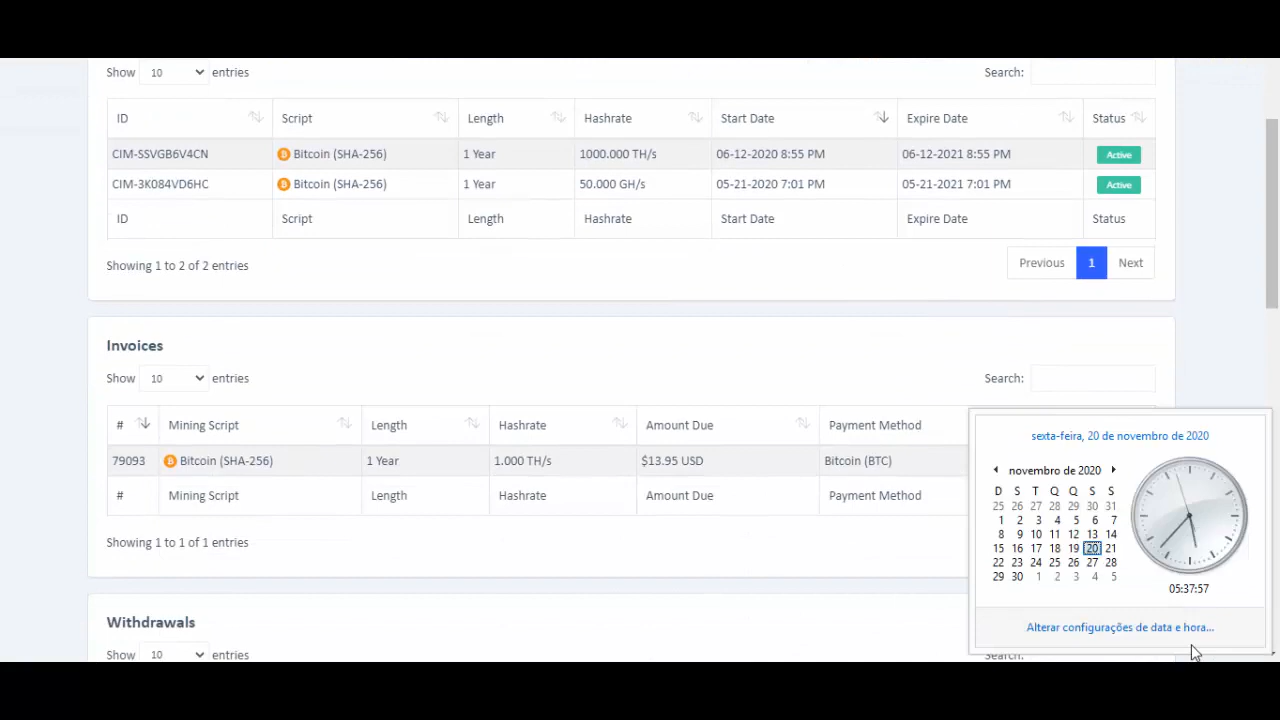 Show 10 entries Search:
ID Script Length Hashrate Start Date Expire Date Status
CIM-SSVGB6V4CN Bitcoin (SHA-256) 1 Year 1000.000 TH/s 06-12-2020 8:55 PM 06-12-2021 8:55 PM Active
CIM-3K084VD6HC Bitcoin (SHA-256) 1 Year 50.000 GH/s 05-21-2020 7:01 PM 05-21-2021 7:01 PM Active
ID Script Length Hashrate Start Date Expire Date Status
Showing 1 to 2 of 2 entries Previous 1 Next
Invoices
Show 10 entries Search:
# Mining Script Length Hashrate Amount Due Payment Method
79093 Bitcoin (SHA-256) 1 Year 1.000 TH/s $13.95 USD Bitcoin (BTC)
# Mining Script Length Hashrate Amount Due Payment Method
Showing 1 to 1 of 1 entries
Withdrawals
Show 10 entries Search:
sexta-feira, 20 de novembro de 2020
novembro de 2020
D S T Q Q S S
25 26 27 28 29 30 31
1 2 3 4 5 6 7
8 9 10 11 12 13 14
15 16 17 18 19 20 21
22 23 24 25 26 27 28
29 30 1 2 3 4 5
05:37:57
Alterar configurações de data e hora...